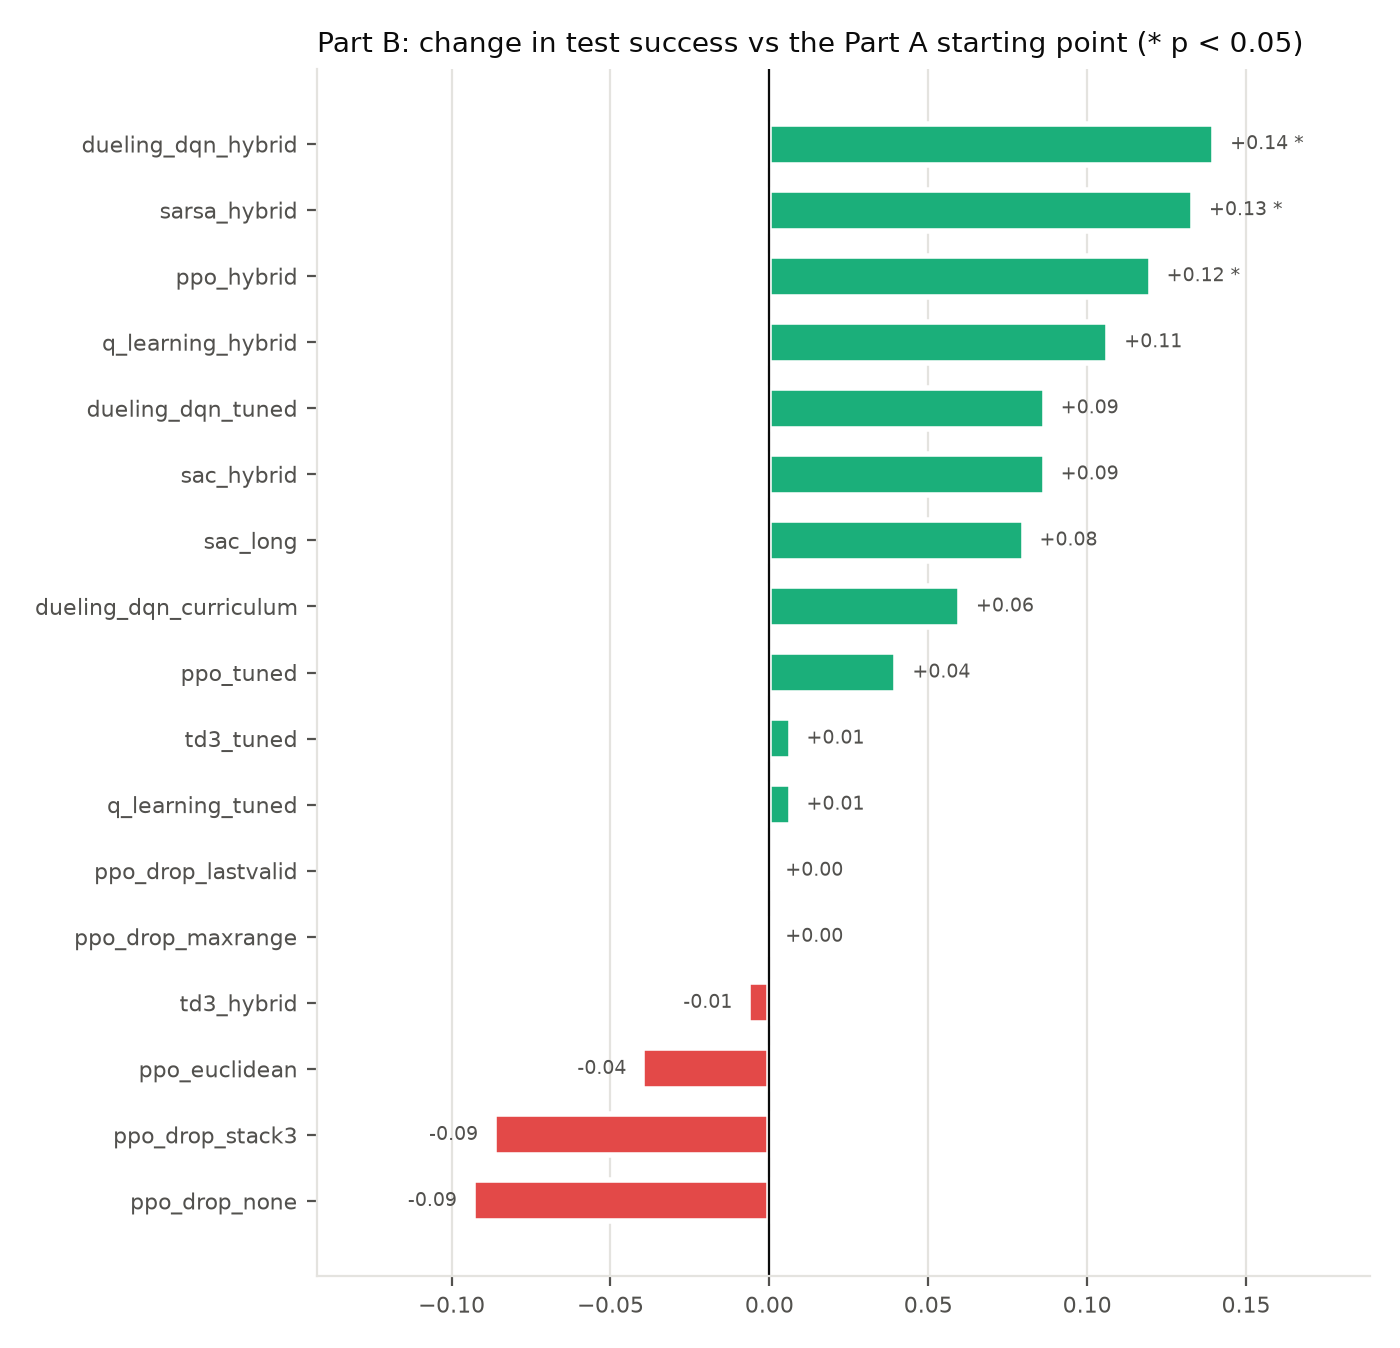 Part B: change in test success vs the Part A starting point (* p < 0.05)
dueling_dqn_hybrid +0.14 *
sarsa_hybrid +0.13 *
ppo_hybrid +0.12 *
q_learning_hybrid +0.11
dueling_dqn_tuned +0.09
sac_hybrid +0.09
sac_long +0.08
dueling_dqn_curriculum +0.06
ppo_tuned +0.04
td3_tuned +0.01
q_learning_tuned +0.01
ppo_drop_lastvalid +0.00
ppo_drop_maxrange +0.00
td3_hybrid -0.01
ppo_euclidean -0.04
ppo_drop_stack3 -0.09
ppo_drop_none -0.09
−0.10 −0.05 0.00 0.05 0.10 0.15